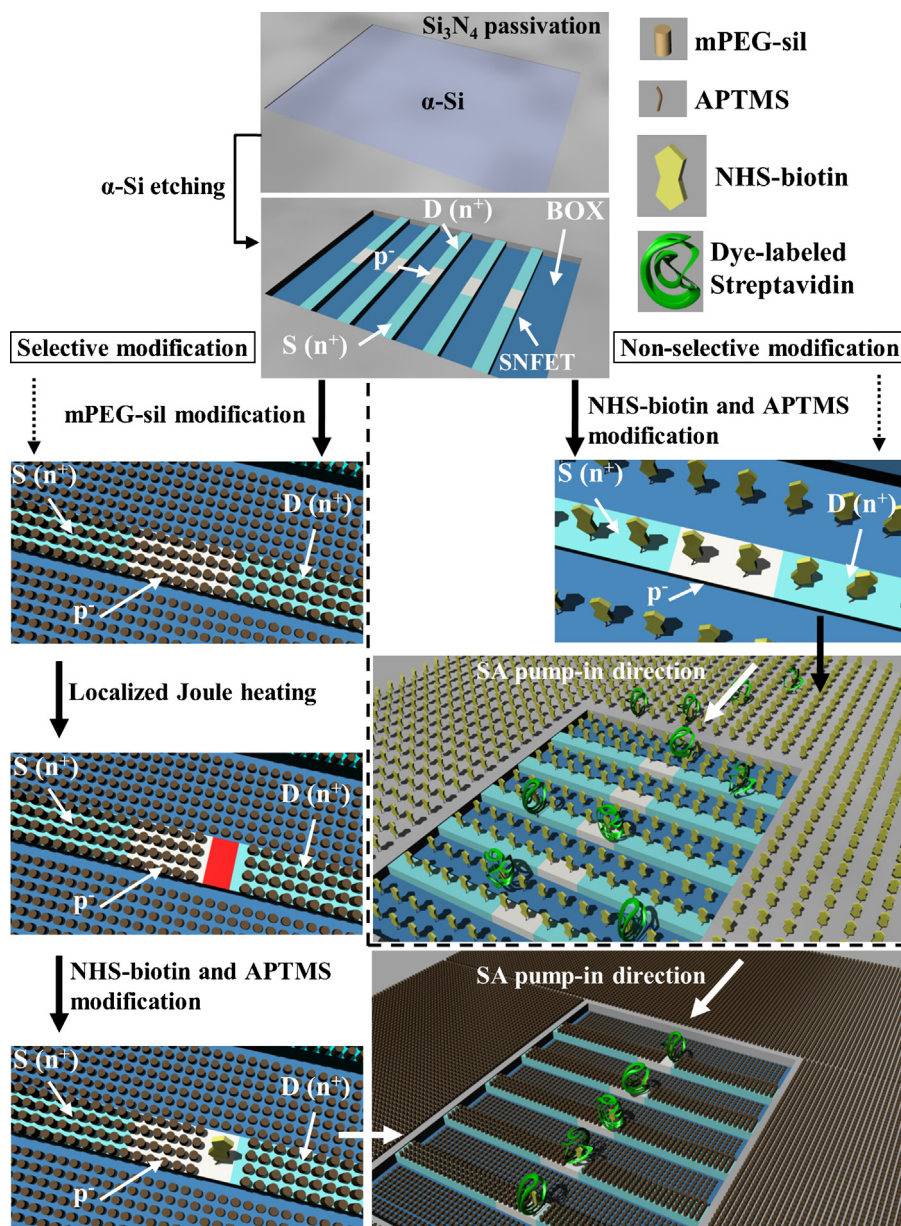 Si₃N₄ passivation
α-Si
mPEG-sil
APTMS
NHS-biotin
Dye-labeled
Streptavidin
α-Si etching
D (n⁺)
BOX
p⁻
S (n⁺)
SNFET
Selective modification
Non-selective modification
mPEG-sil modification
NHS-biotin and APTMS
modification
S (n⁺)
D (n⁺)
p⁻
S (n⁺)
D (n⁺)
p⁻
Localized Joule heating
SA pump-in direction
S (n⁺)
D (n⁺)
p⁻
NHS-biotin and APTMS
modification
SA pump-in direction
S (n⁺)
D (n⁺)
p⁻